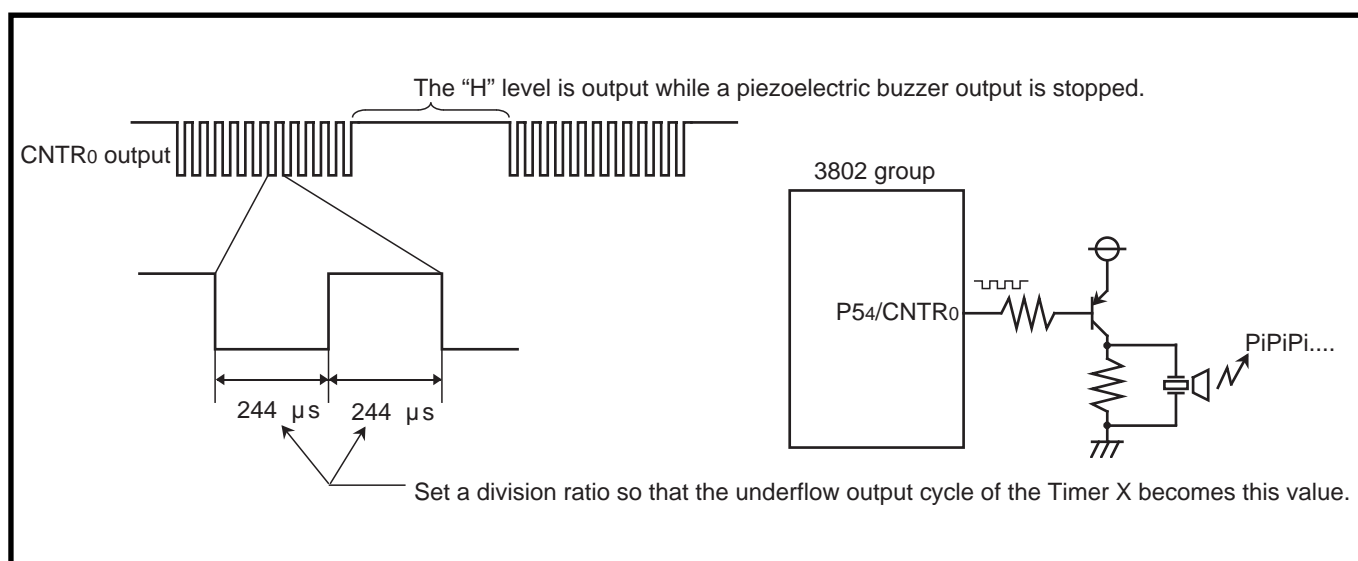 The “H” level is output while a piezoelectric buzzer output is stopped.
CNTR0 output
3802 group
P54/CNTR0
PiPiPi....
244 μs 244 μs
Set a division ratio so that the underflow output cycle of the Timer X becomes this value.